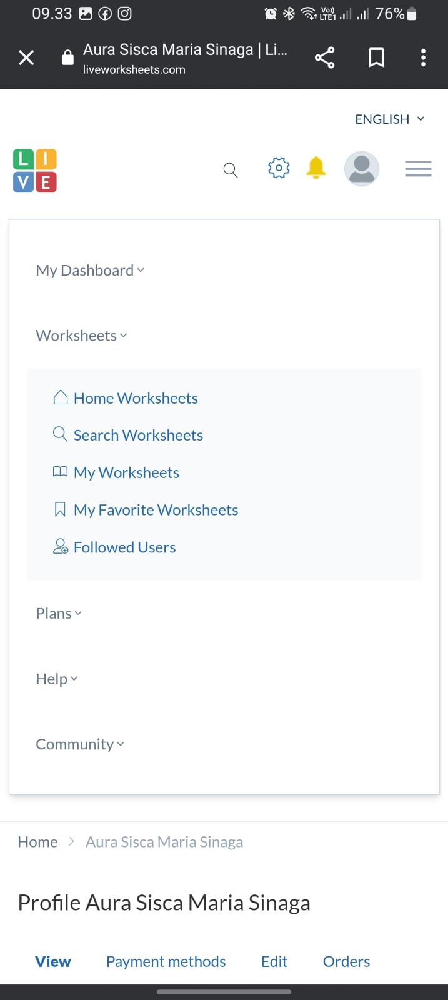 09.33 Vo)) LTE1 76%
Aura Sisca Maria Sinaga | Li...
liveworksheets.com
ENGLISH
L I
V E
My Dashboard
Worksheets
Home Worksheets
Search Worksheets
My Worksheets
My Favorite Worksheets
Followed Users
Plans
Help
Community
Home > Aura Sisca Maria Sinaga
Profile Aura Sisca Maria Sinaga
View Payment methods Edit Orders